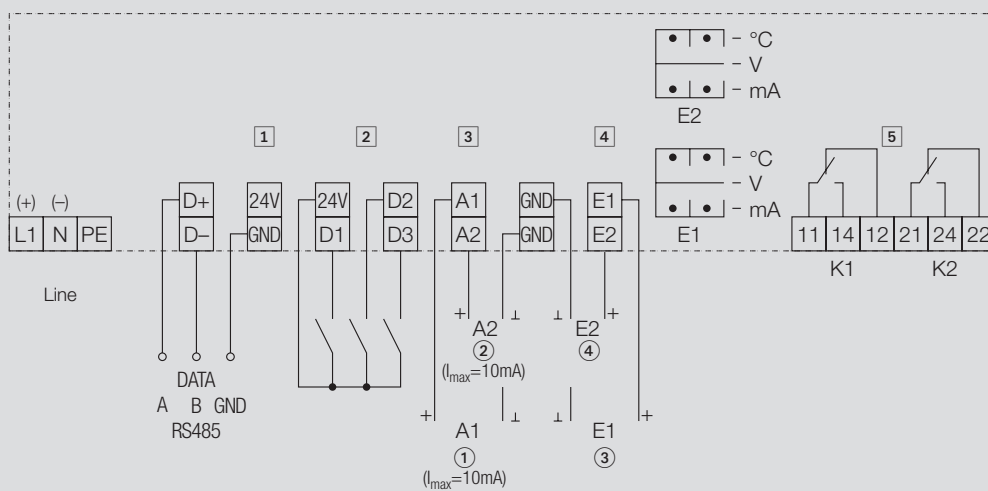 °C
V
mA
E2
1 2 3 4 5
°C
V
mA
E1
(+) (-)
L1 N PE
D+ 24V 24V D2 A1 GND E1
D– GND D1 D3 A2 GND E2
11 14 12 21 24 22
K1 K2
Line
+ ⊥ ⊥ +
A2 E2
② ④
(Imax=10mA)
DATA
A B GND
RS485
+ ⊥ ⊥ +
A1 E1
① ③
(Imax=10mA)